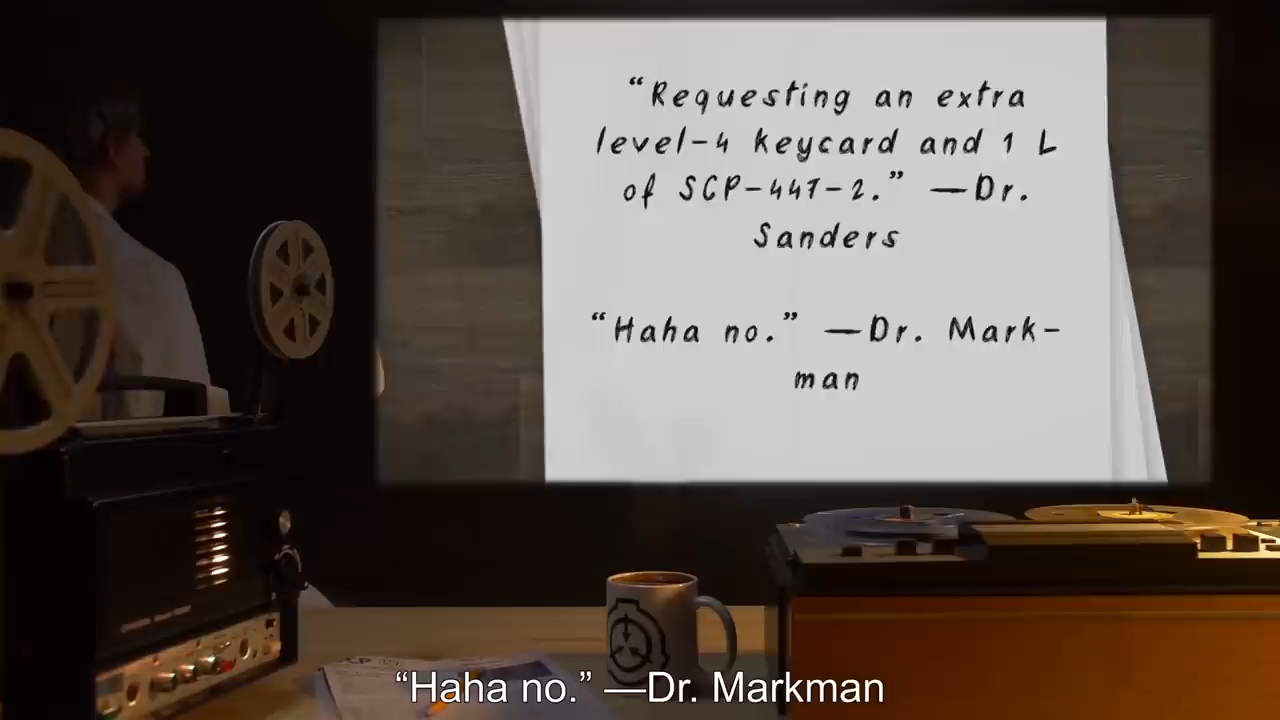 “Requesting an extra
level-4 keycard and 1 L
of SCP-447-2.” —Dr.
Sanders
“Haha no.” —Dr. Mark-
man
“Haha no.” —Dr. Markman